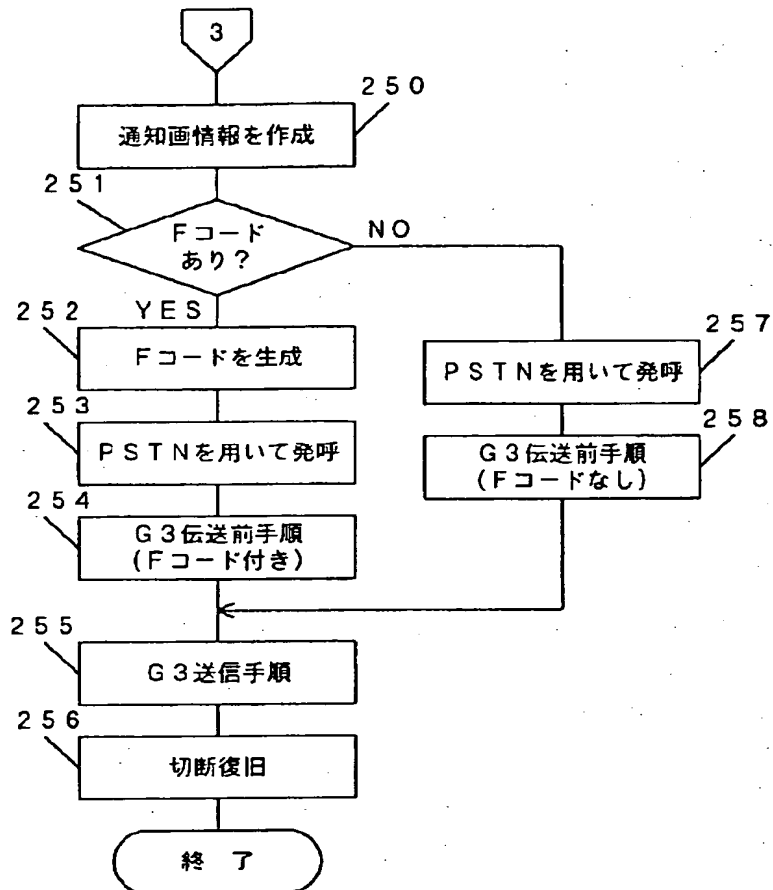 3
250
通知画情報を作成
251
Fコード
あり?
NO
YES
252
Fコードを生成
253
PSTNを用いて発呼
254
G3伝送前手順
(Fコード付き)
257
PSTNを用いて発呼
258
G3伝送前手順
(Fコードなし)
255
G3送信手順
256
切断復旧
終了